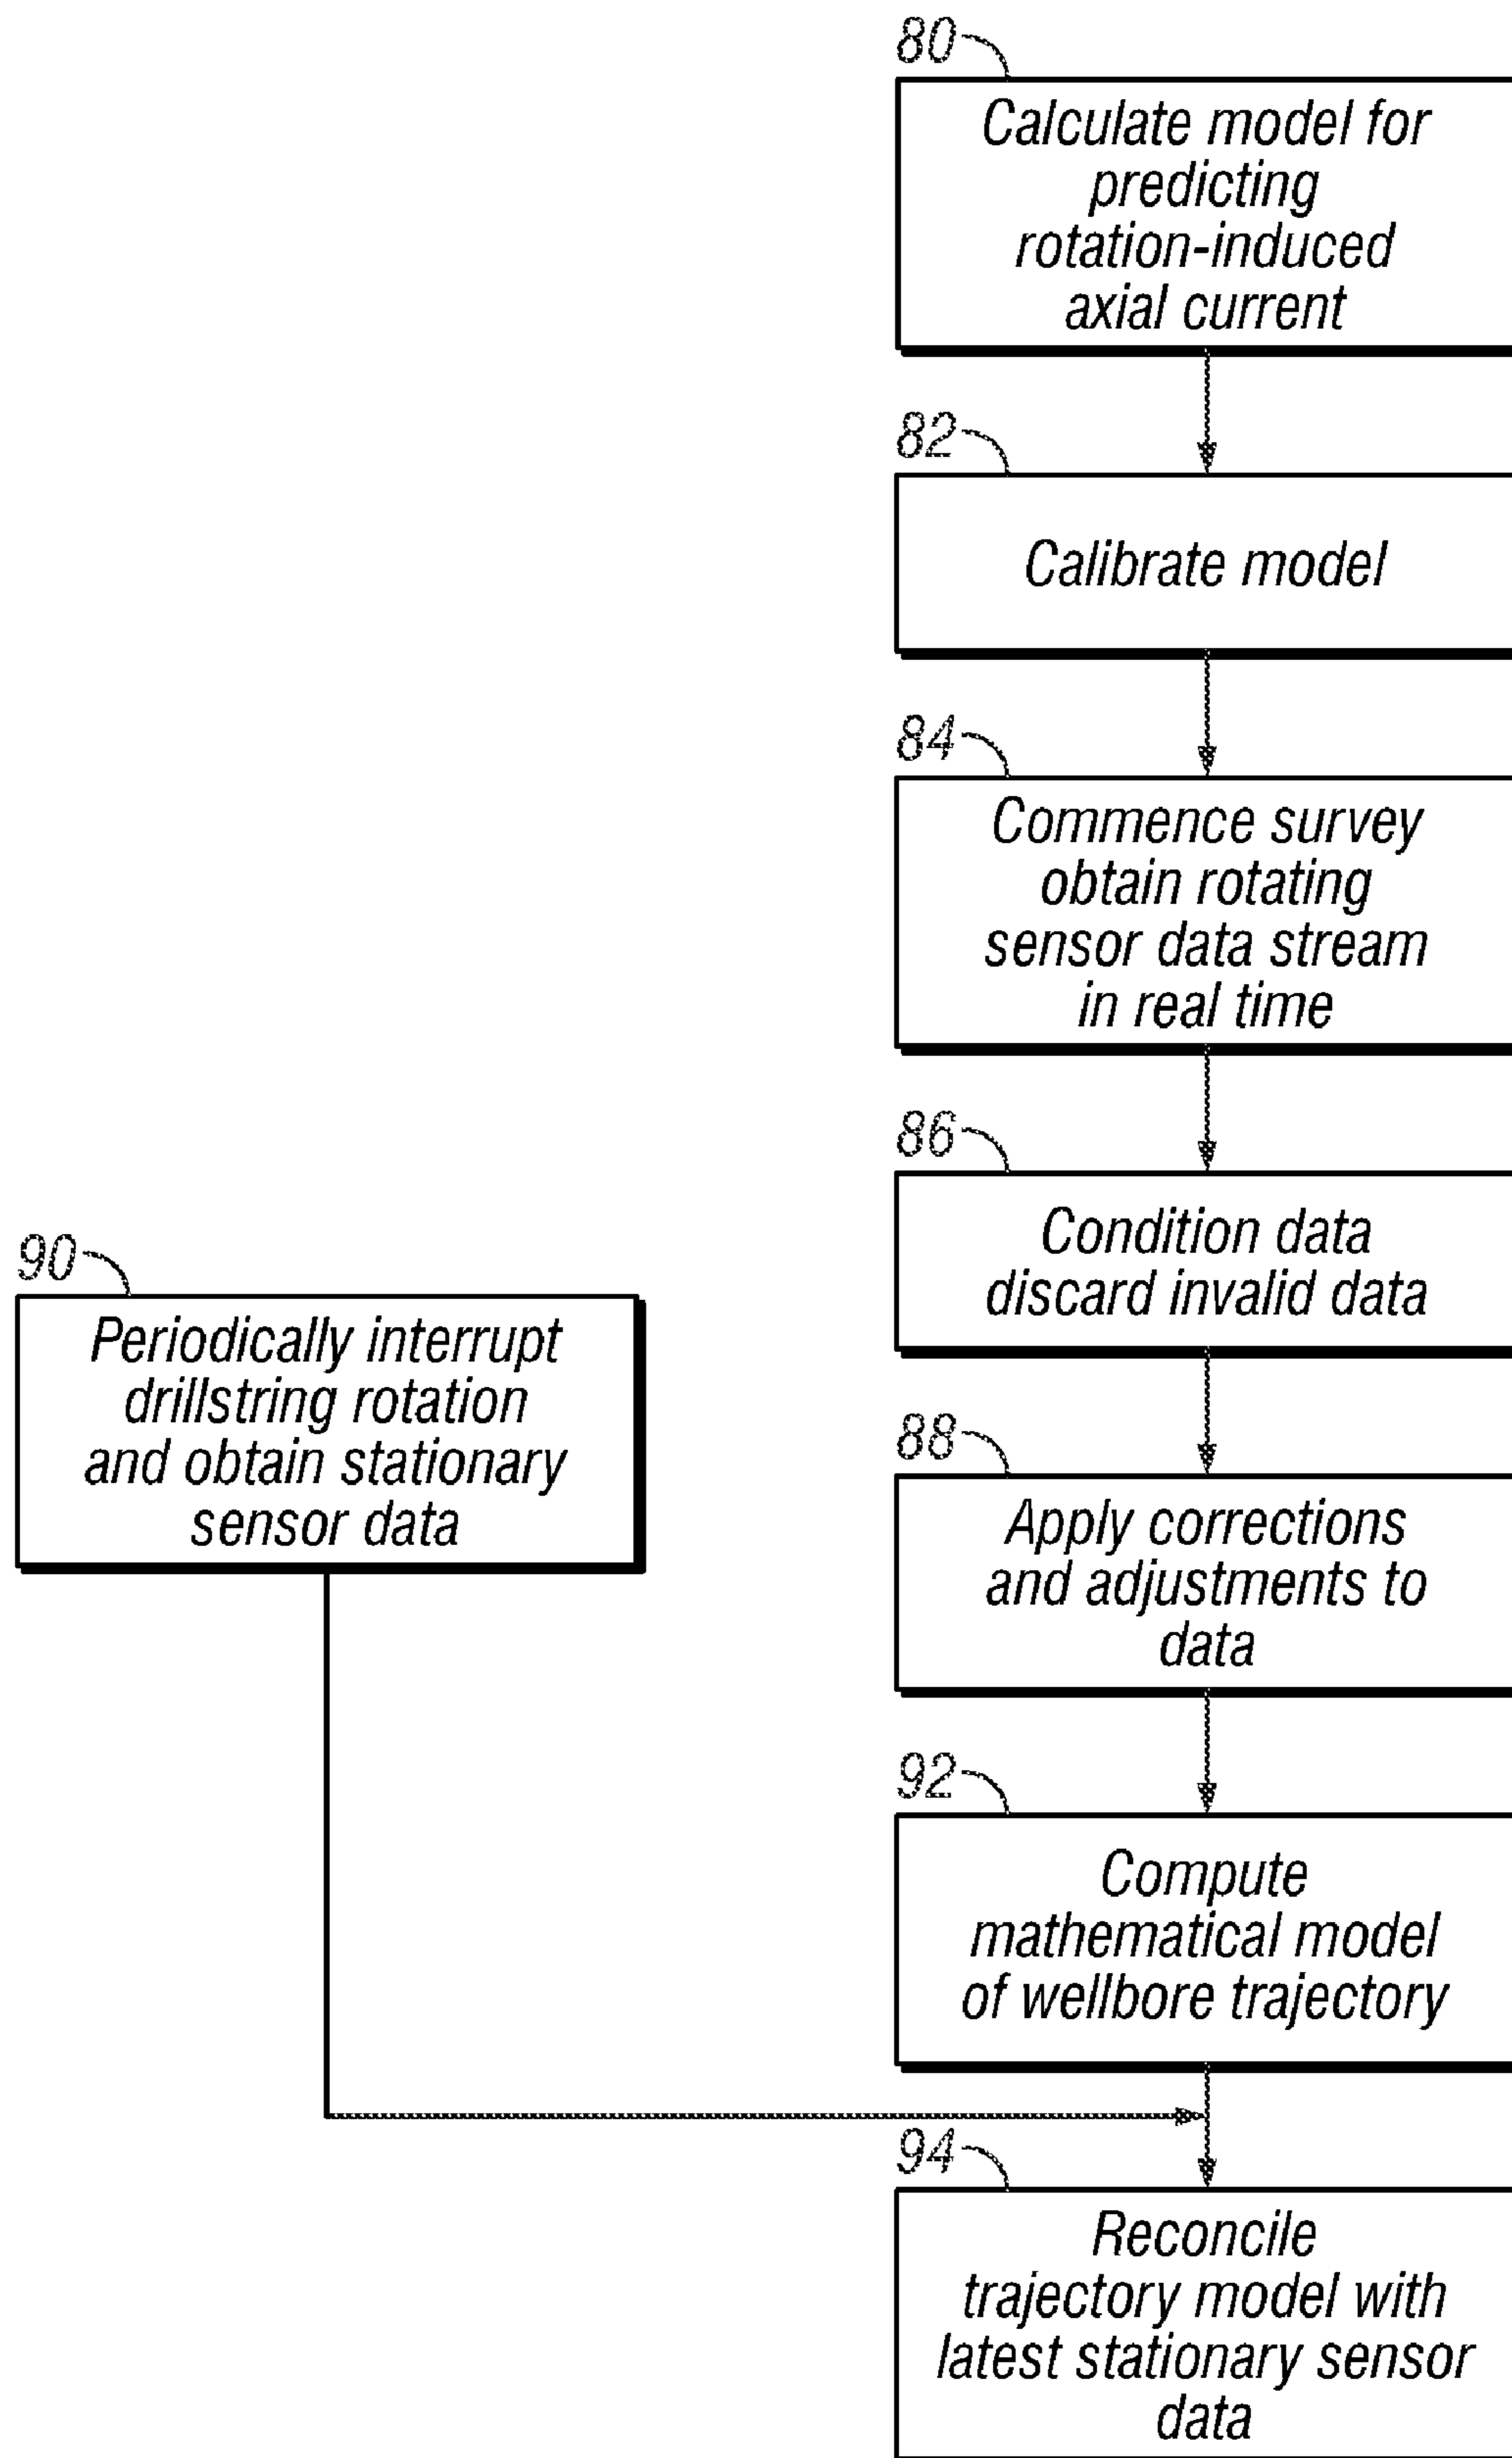 80
Calculate model for
predicting
rotation-induced
axial current
82
Calibrate model
84
Commence survey
obtain rotating
sensor data stream
in real time
86
Condition data
discard invalid data
90
Periodically interrupt
drillstring rotation
and obtain stationary
sensor data
88
Apply corrections
and adjustments to
data
92
Compute
mathematical model
of wellbore trajectory
94
Reconcile
trajectory model with
latest stationary sensor
data